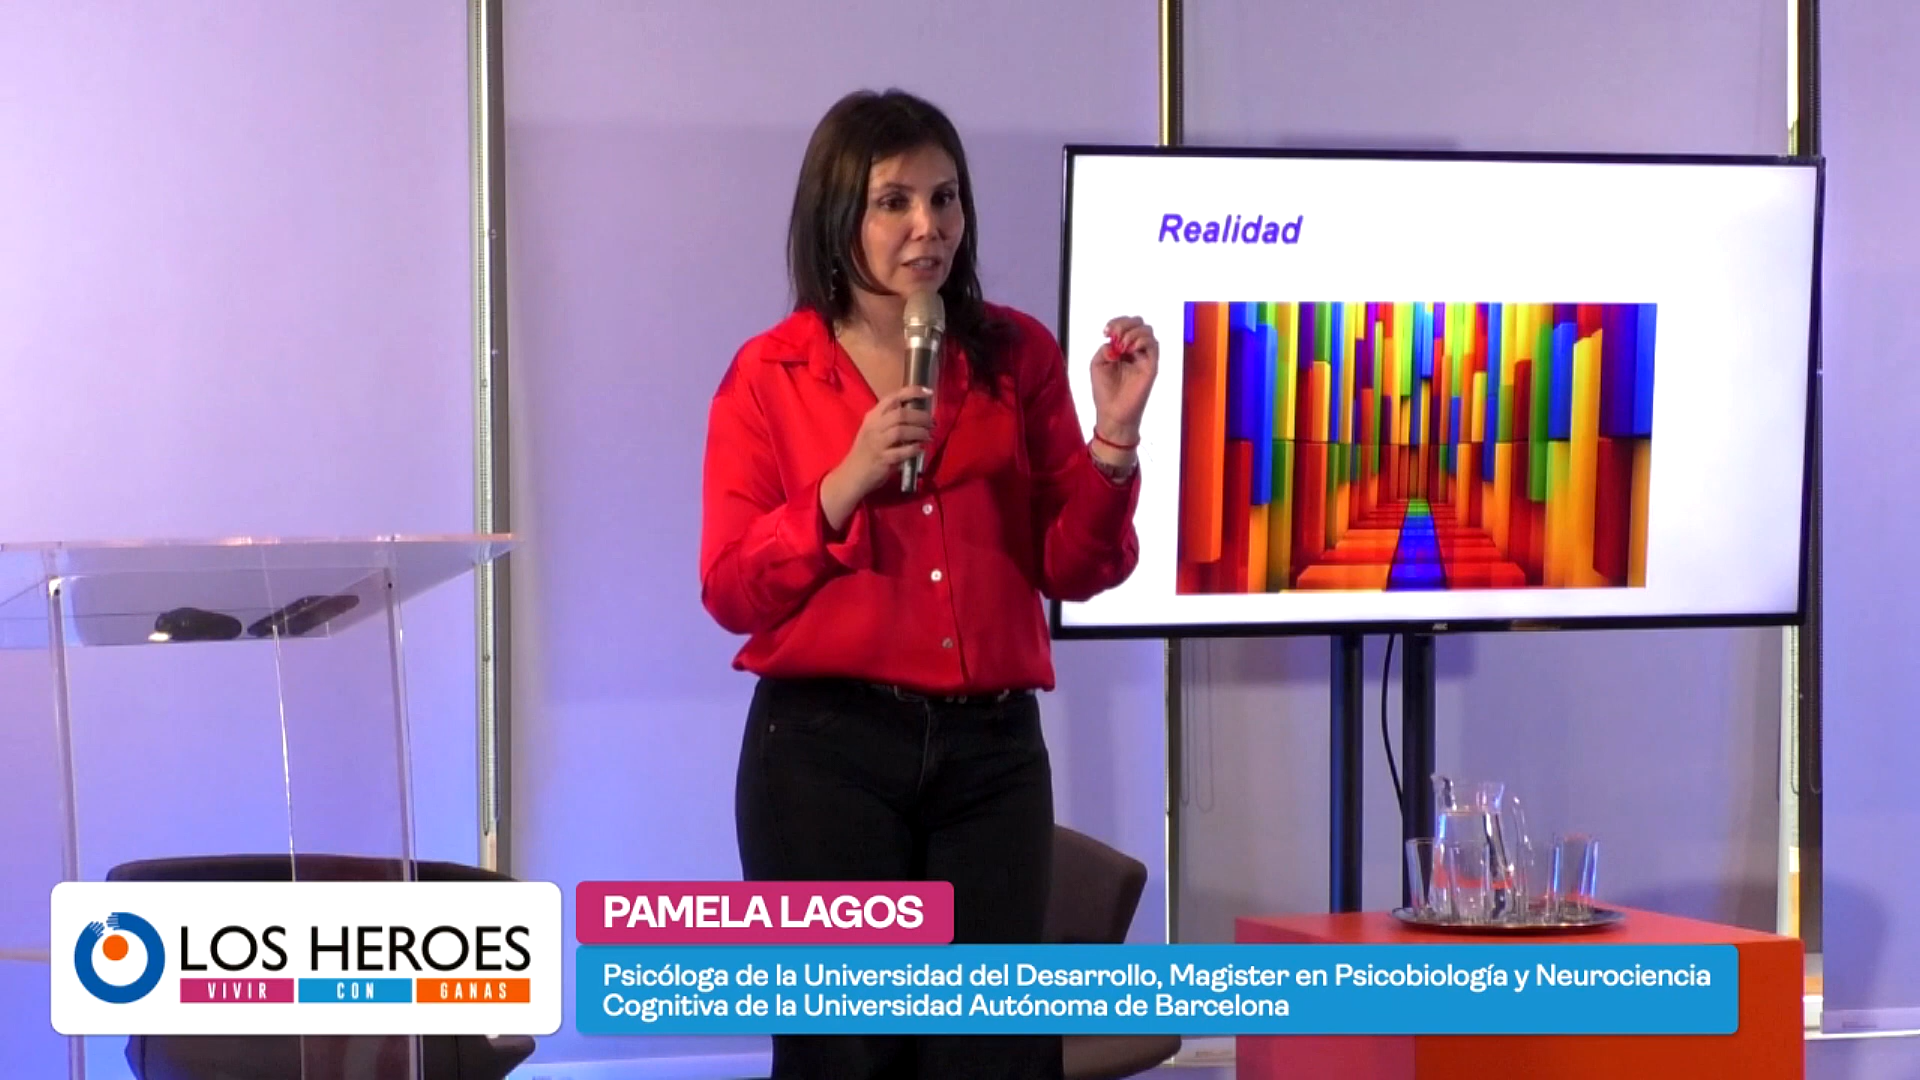 Realidad
LOS HEROES
VIVIR CON GANAS
PAMELA LAGOS
Psicóloga de la Universidad del Desarrollo, Magister en Psicobiología y Neurociencia
Cognitiva de la Universidad Autónoma de Barcelona